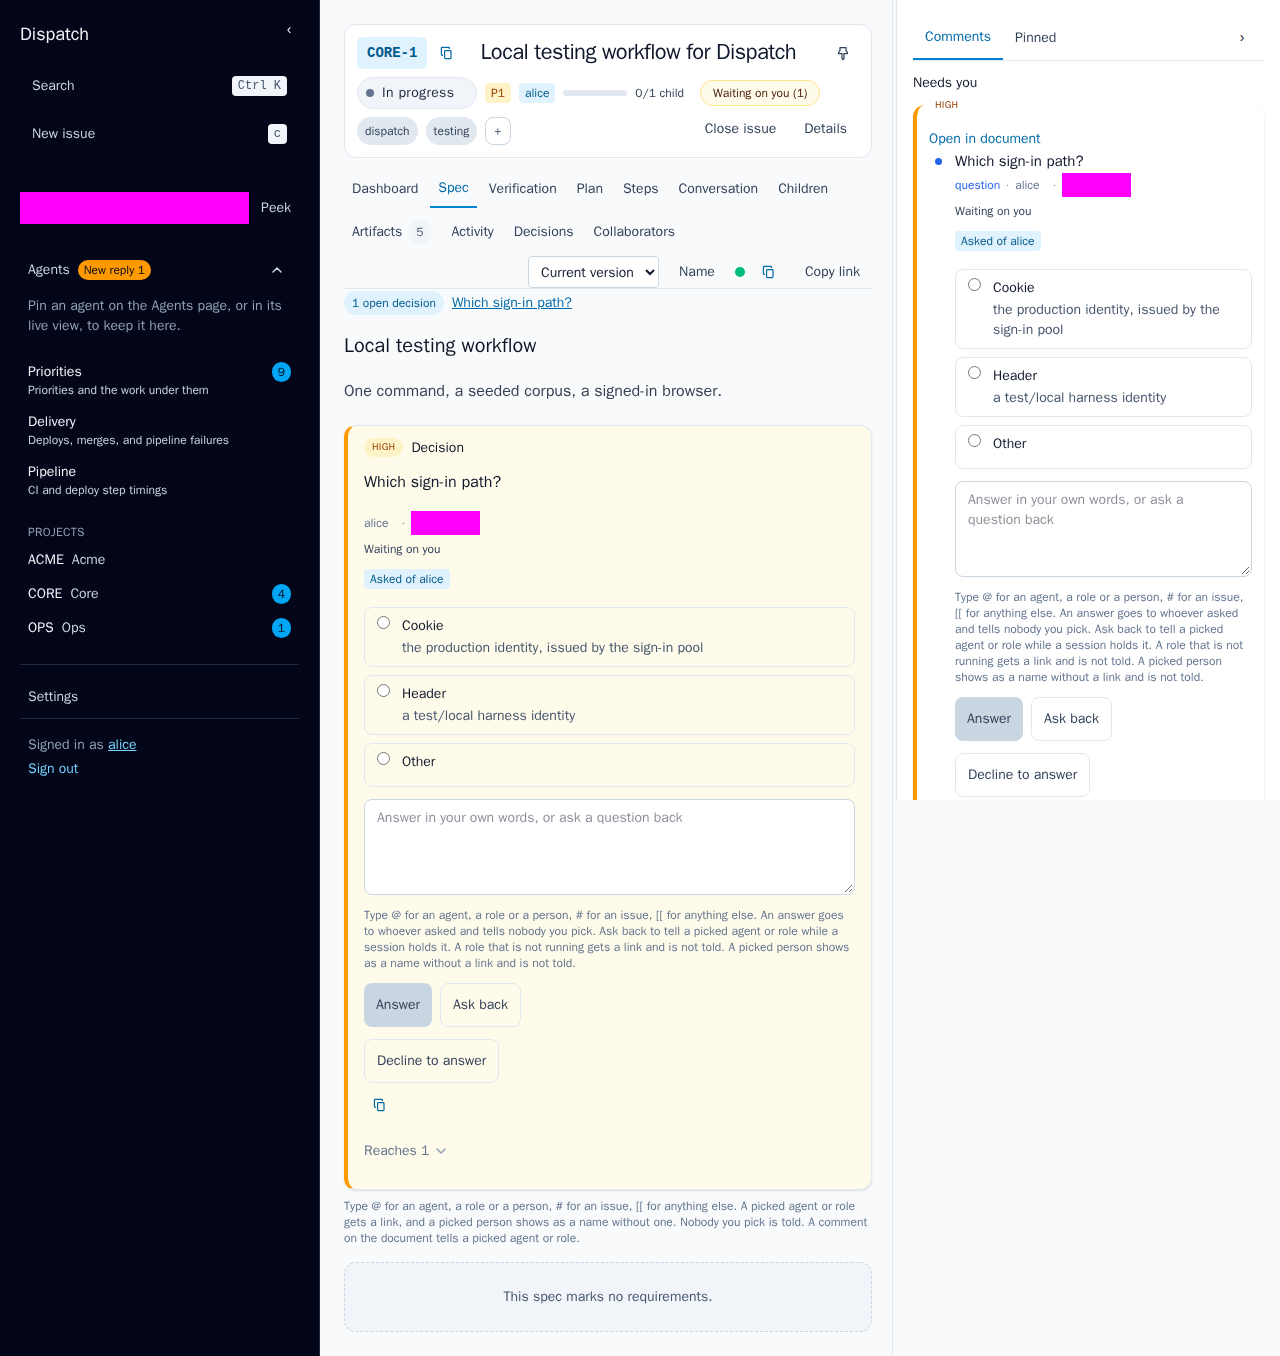 Dispatch
Search
Ctrl K
New issue
C
Peek
Agents
New reply 1
Pin an agent on the Agents page, or in its
live view, to keep it here.
Priorities
9
Priorities and the work under them
Delivery
Deploys, merges, and pipeline failures
Pipeline
CI and deploy step timings
PROJECTS
ACME Acme
CORE Core
4
OPS Ops
1
Settings
Signed in as alice
Sign out
CORE-1
Local testing workflow for Dispatch
In progress
P1
alice
0/1 child
Waiting on you (1)
dispatch
testing
+
Close issue
Details
Dashboard
Spec
Verification
Plan
Steps
Conversation
Children
Artifacts 5
Activity
Decisions
Collaborators
Current version
Name
Copy link
1 open decision
Which sign-in path?
Local testing workflow
One command, a seeded corpus, a signed-in browser.
HIGH
Decision
Which sign-in path?
alice ·
Waiting on you
Asked of alice
Cookie
the production identity, issued by the sign-in pool
Header
a test/local harness identity
Other
Answer in your own words, or ask a question back
Type @ for an agent, a role or a person, # for an issue, [[ for anything else. An answer goes
to whoever asked and tells nobody you pick. Ask back to tell a picked agent or role while a
session holds it. A role that is not running gets a link and is not told. A picked person shows
as a name without a link and is not told.
Answer
Ask back
Decline to answer
Reaches 1
Type @ for an agent, a role or a person, # for an issue, [[ for anything else. A picked agent or role
gets a link, and a picked person shows as a name without one. Nobody you pick is told. A comment
on the document tells a picked agent or role.
This spec marks no requirements.
Comments
Pinned
Needs you
HIGH
Open in document
Which sign-in path?
question · alice ·
Waiting on you
Asked of alice
Cookie
the production identity, issued by the
sign-in pool
Header
a test/local harness identity
Other
Answer in your own words, or ask a
question back
Type @ for an agent, a role or a person, # for an issue,
[[ for anything else. An answer goes to whoever asked
and tells nobody you pick. Ask back to tell a picked
agent or role while a session holds it. A role that is not
running gets a link and is not told. A picked person
shows as a name without a link and is not told.
Answer
Ask back
Decline to answer